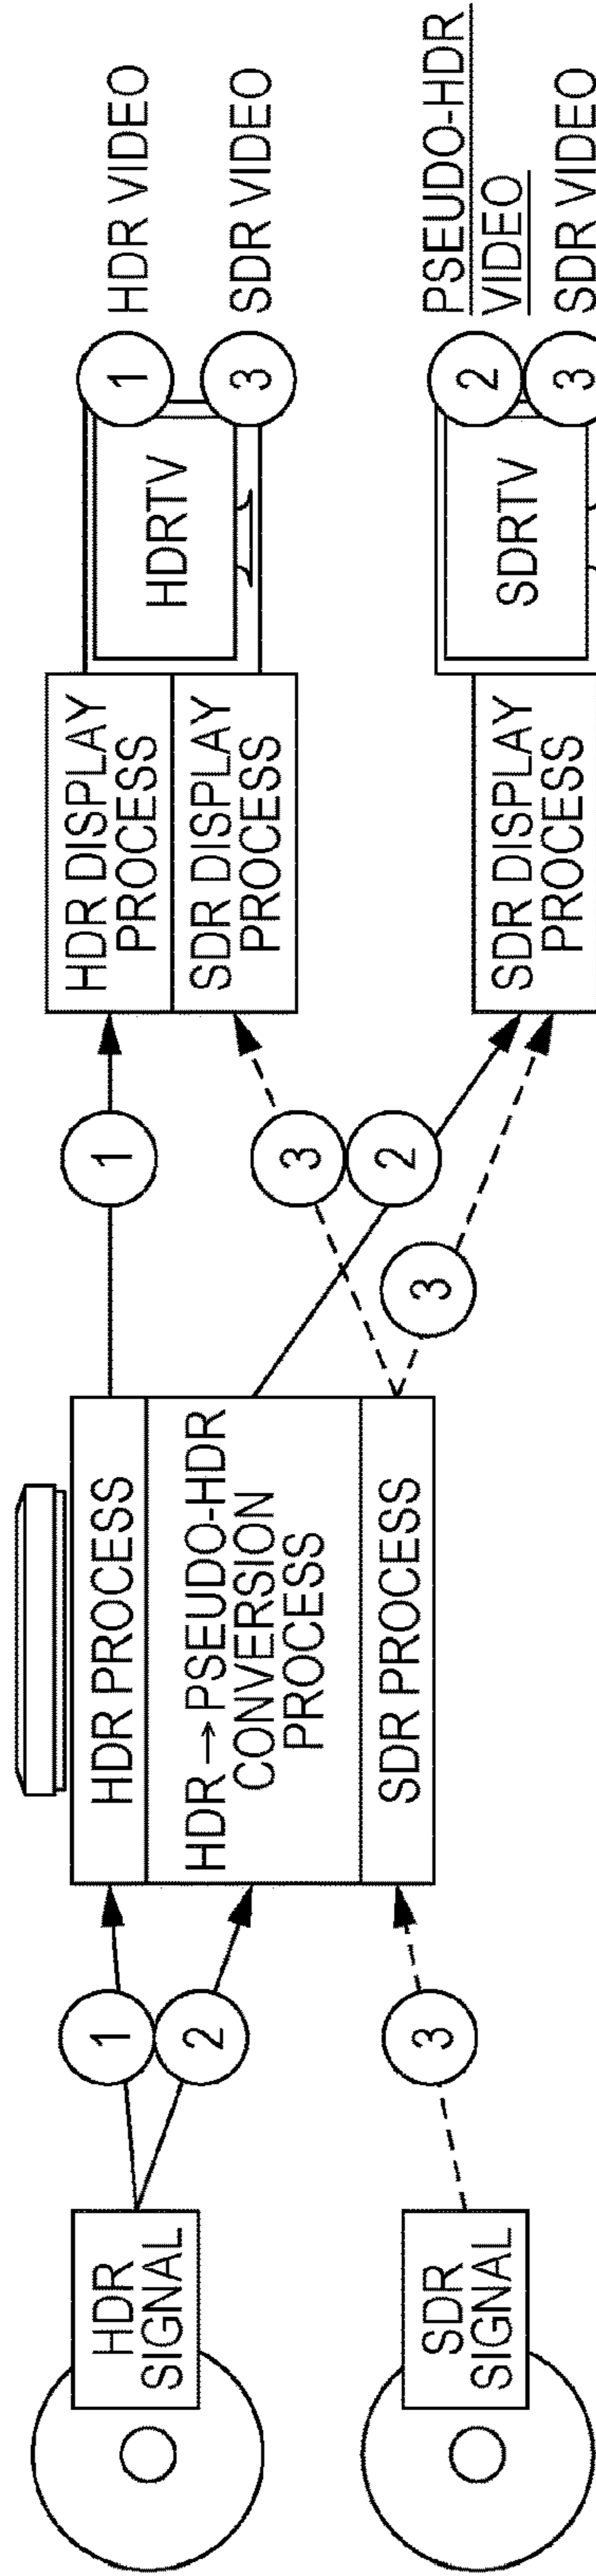 HDR
SIGNAL
SDR
SIGNAL
1
2
3
HDR PROCESS
HDR → PSEUDO-HDR
CONVERSION
PROCESS
SDR PROCESS
1
3
2
3
HDR DISPLAY
PROCESS
SDR DISPLAY
PROCESS
SDR DISPLAY
PROCESS
HDRTV
SDRTV
1
3
2
3
HDR VIDEO
SDR VIDEO
PSEUDO-HDR
VIDEO
SDR VIDEO